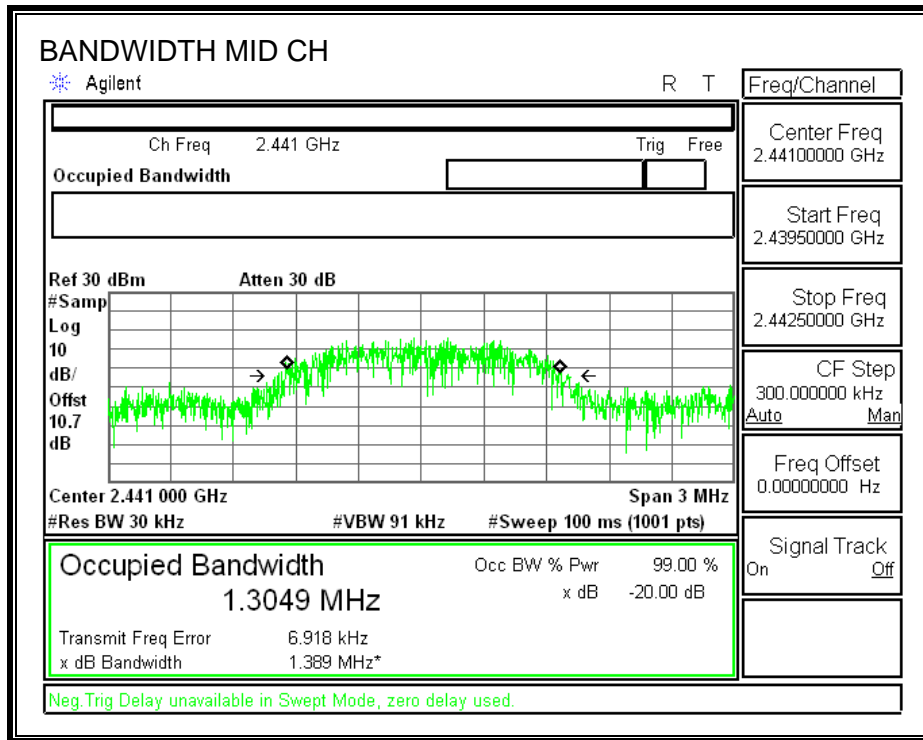 BANDWIDTH MID CH
Agilent R T
Ch Freq 2.441 GHz Trig Free
Occupied Bandwidth
Ref 30 dBm Atten 30 dB
#Samp
Log
10
dB/
Offst
10.7
dB
Center 2.441 000 GHz Span 3 MHz
#Res BW 30 kHz #VBW 91 kHz #Sweep 100 ms (1001 pts)
Occupied Bandwidth
1.3049 MHz
Occ BW % Pwr 99.00 %
x dB -20.00 dB
Transmit Freq Error 6.918 kHz
x dB Bandwidth 1.389 MHz*
Neg.Trig Delay unavailable in Swept Mode, zero delay used.
Freq/Channel
Center Freq
2.44100000 GHz
Start Freq
2.43950000 GHz
Stop Freq
2.44250000 GHz
CF Step
300.000000 kHz
Auto Man
Freq Offset
0.00000000 Hz
Signal Track
On Off